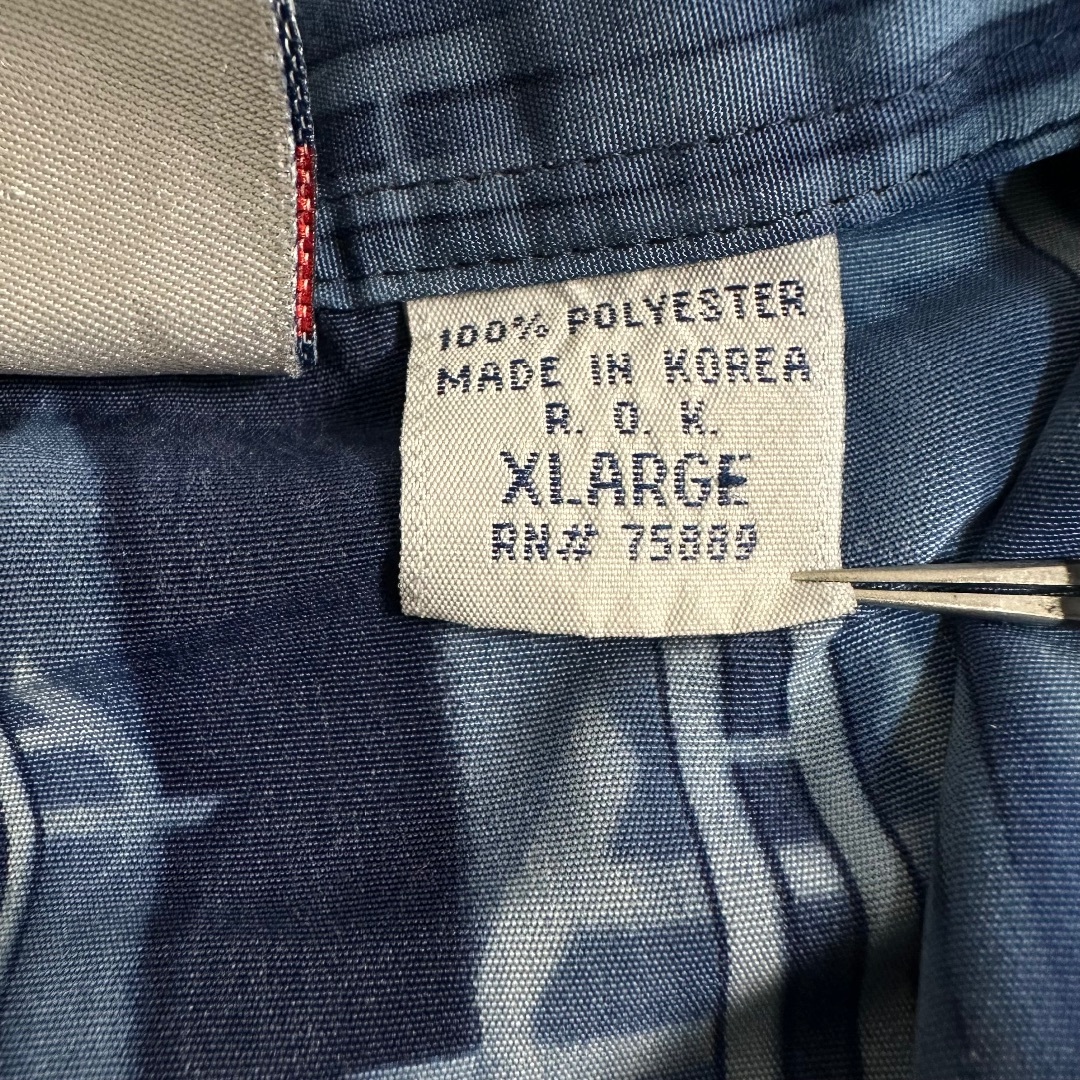 100% POLYESTER
MADE IN KOREA
R. O. K.
XLARGE
RN# 75889